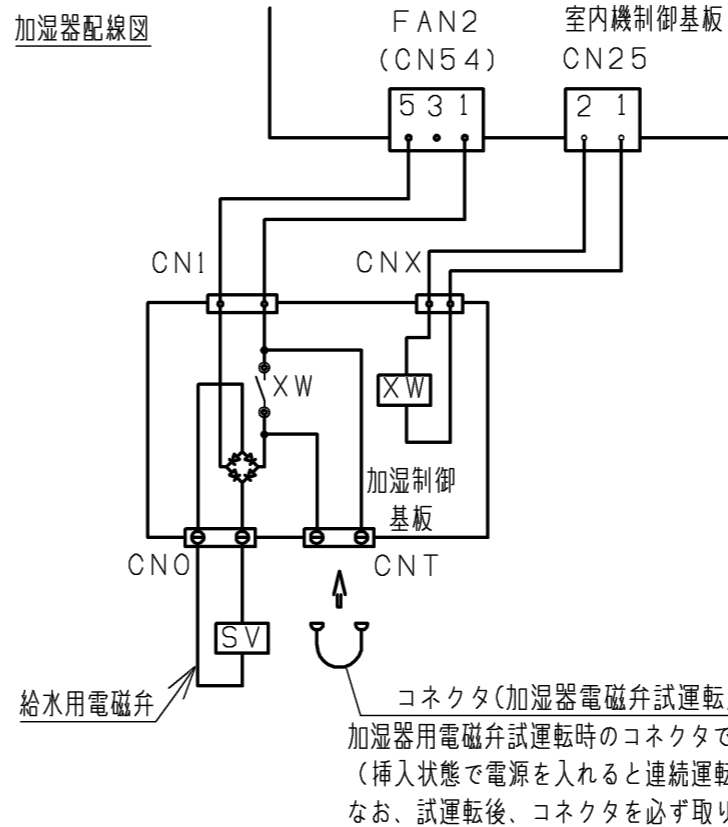 加湿器配線図
FAN2
(CN54)
室内機制御基板
CN25
5 3 1
2 1
CN1
CNX
XW
XW
加湿制御
基板
CNO
CNT
SV
給水用電磁弁
コネクタ(加湿器電磁弁試運転
加湿器用電磁弁試運転時のコネクタで
(挿入状態で電源を入れると連続運転
なお、試運転後、コネクタを必ず取り